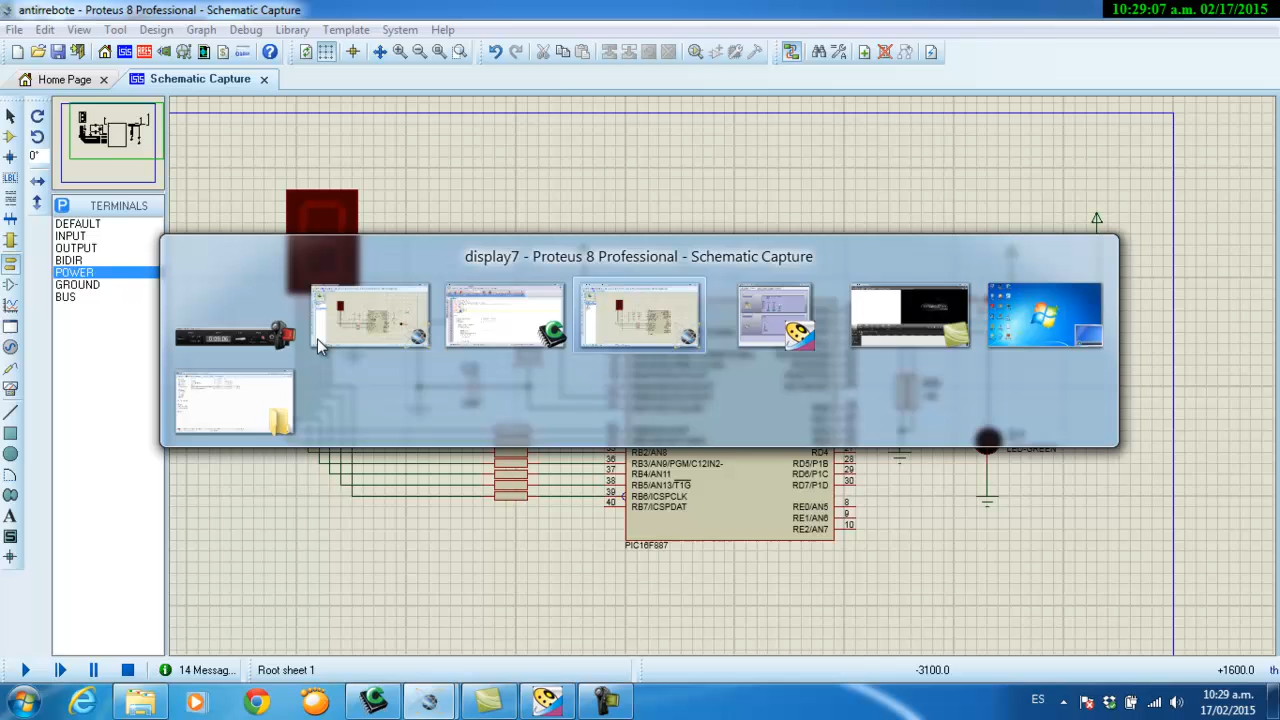 antirrebote - Proteus 8 Professional - Schematic Capture
10:29:07 a.m. 02/17/2015
File Edit View Tool Design Graph Debug Library Template System Help
Home Page Schematic Capture
LBL
0°
P TERMINALS
DEFAULT
INPUT
OUTPUT
BIDIR
POWER
GROUND
BUS
display7 - Proteus 8 Professional - Schematic Capture
RB2/AN8 RD4
36 RB3/AN9/PGM/C12IN2- RD5/P1B 28
37 RB4/AN11 RD6/P1C 29
38 RB5/AN13/T1G RD7/P1D 30
39 RB6/ICSPCLK RE0/AN5 8
40 RB7/ICSPDAT RE1/AN6 9
RE2/AN7 10
PIC16F887
LED-GREEN
A
14 Messag... Root sheet 1 -3100.0 +1600.0 th
ES 10:29 a.m.
17/02/2015